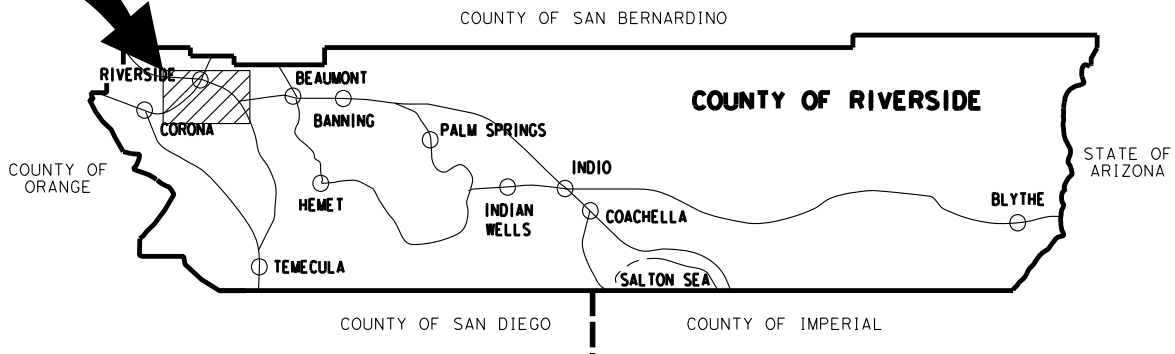 COUNTY OF SAN BERNARDINO
RIVERSIDE
BEAUMONT
COUNTY OF RIVERSIDE
BANNING
CORONA
PALM SPRINGS
STATE OF
ARIZONA
COUNTY OF
ORANGE
INDIO
HEMET
INDIAN
WELLS
COACHELLA
BLYTHE
TEMECULA
SALTON SEA
COUNTY OF SAN DIEGO
COUNTY OF IMPERIAL